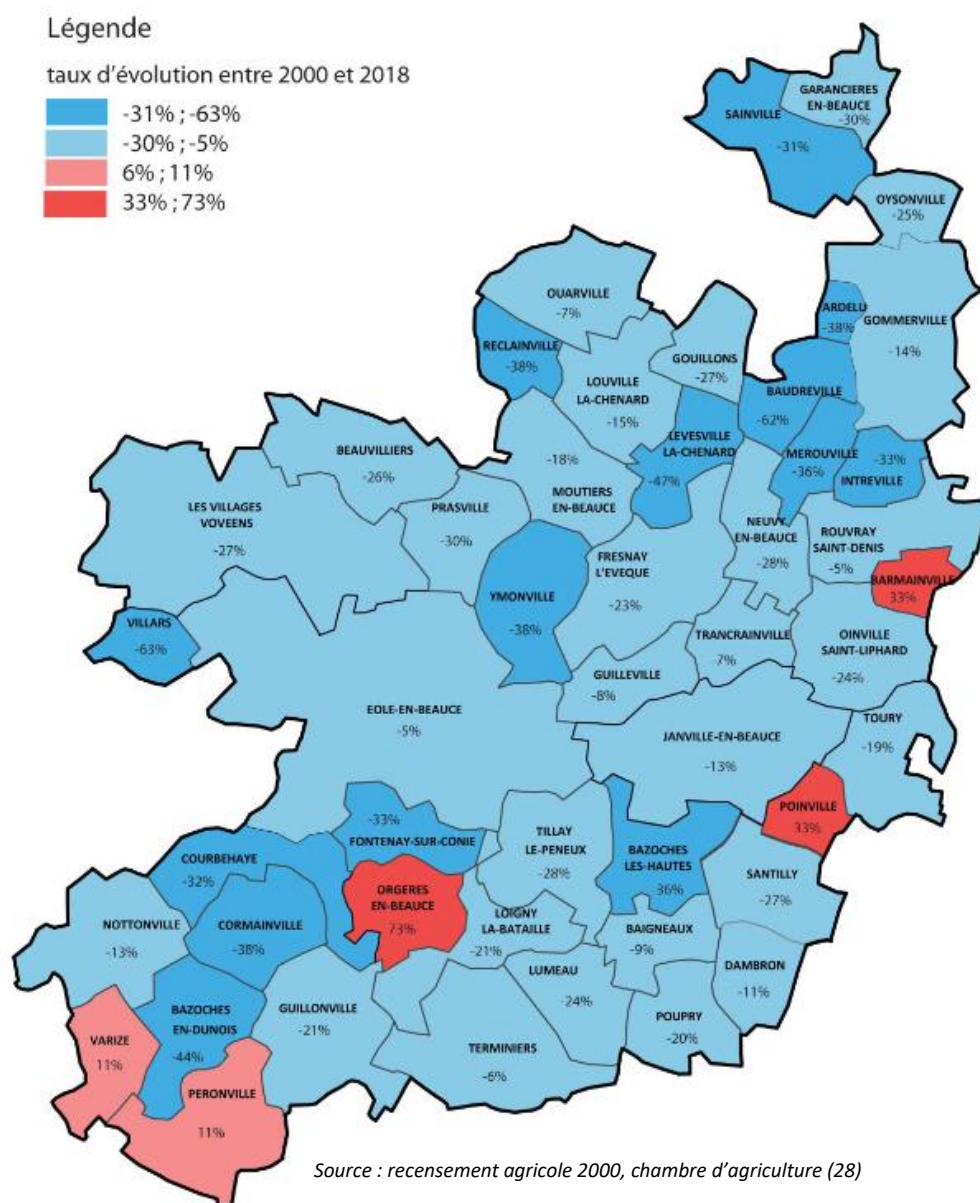 Légende
taux d'évolution entre 2000 et 2018
-31% ; -63%
-30% ; -5%
6% ; 11%
33% ; 73%
GARANCIERES
EN-BEAUCE
-30%
SAINVILLE
-31%
OYSONVILLE
-25%
OUARVILLE
-7%
ARDELU
-38%
GOMMERVILLE
-14%
RECLAINVILLE
-38%
GOUILLONS
-27%
LOUVILLE
LA-CHENARD
-15%
BAUDREVILLE
-62%
LEVESVILLE
LA-CHENARD
-47%
MEROUVILLE
-36%
-33%
INTREVILLE
BEAUVILLIERS
-26%
-18%
MOUTIERS
EN-BEAUCE
LES VILLAGES
VOVEENS
-27%
PRASVILLE
-30%
NEUVY
EN-BEAUCE
-28%
ROUVRAY
SAINT-DENIS
-5%
FRESNAY
L'EVEQUE
-23%
BARMAINVILLE
33%
YMONVILLE
-38%
VILLARS
-63%
TRANCRAINVILLE
-7%
OINVILLE
SAINT-LIPHARD
-24%
GUILLEVILLE
-8%
EOLE-EN-BEAUCE
-5%
TOURY
-19%
JANVILLE-EN-BEAUCE
-13%
POINVILLE
33%
-33%
FONTENAY-SUR-CONIE
TILLAY
LE-PENEUX
-28%
BAZOCHES
LES-HAUTES
36%
COURBEHAYE
-32%
SANTILLY
-27%
ORGERES
EN-BEAUCE
73%
NOTTONVILLE
-13%
CORMAINVILLE
-38%
LOIGNY
LA-BATAILLE
-21%
BAIGNEAUX
-9%
DAMBRON
-11%
LUMEAU
-24%
BAZOCHES
EN-DUNOIS
-44%
GUILLONVILLE
-21%
POUPRY
-20%
VARIZE
11%
TERMINIERS
-6%
PERONVILLE
11%
Source : recensement agricole 2000, chambre d'agriculture (28)